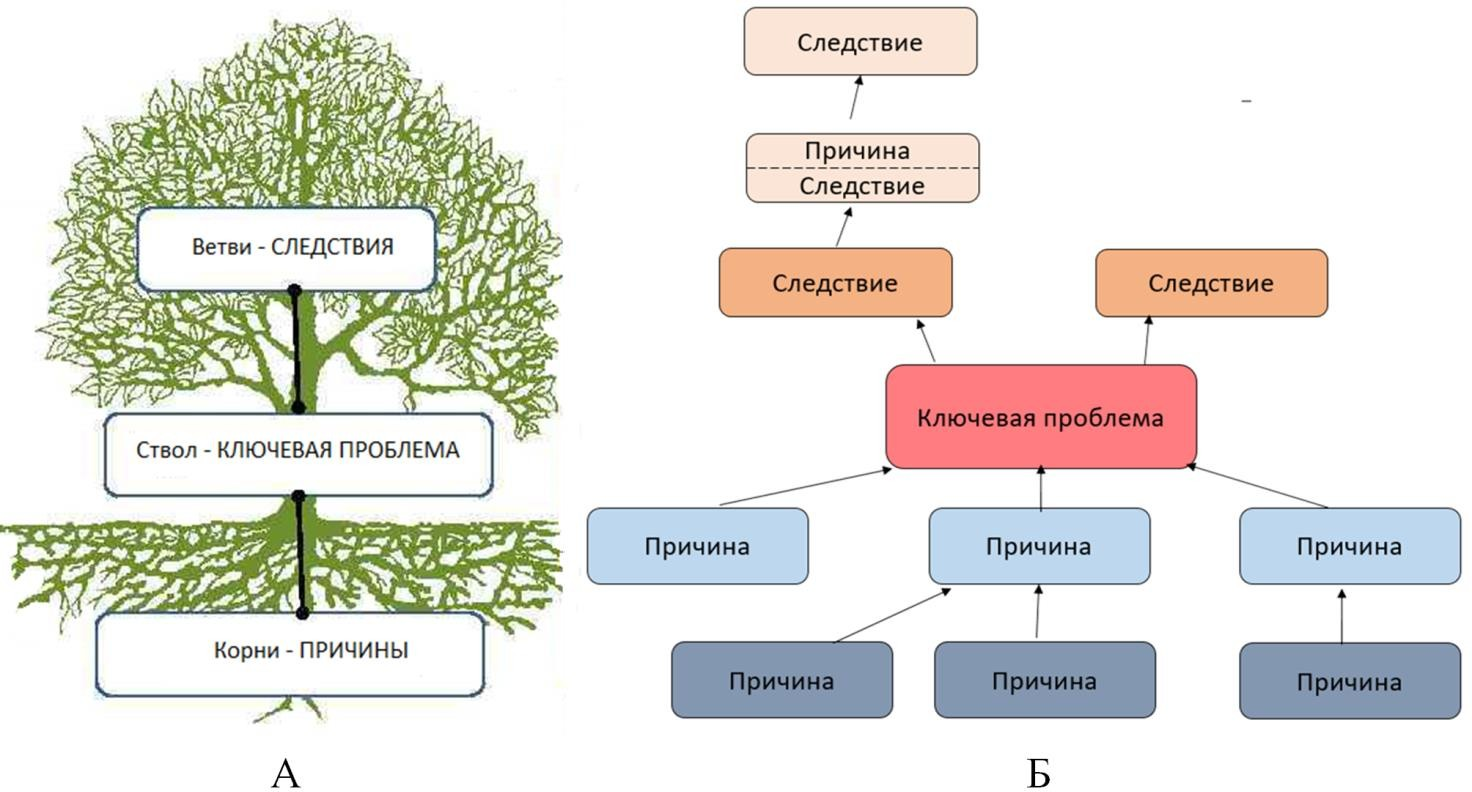 Ветви - СЛЕДСТВИЯ
Ствол - КЛЮЧЕВАЯ ПРОБЛЕМА
Корни - ПРИЧИНЫ
А
Следствие
Причина
Следствие
Следствие
Следствие
Ключевая проблема
Причина
Причина
Причина
Причина
Причина
Причина
Б